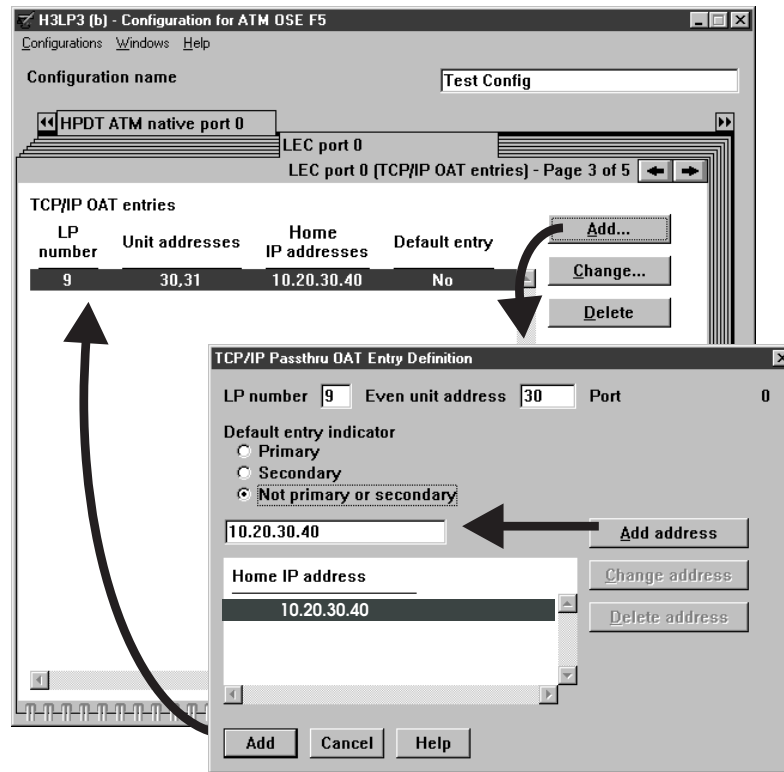 H3LP3 (b) - Configuration for ATM OSE F5
Configurations Windows Help
Configuration name Test Config
HPDT ATM native port 0
LEC port 0
LEC port 0 (TCP/IP OAT entries) - Page 3 of 5
TCP/IP OAT entries
LP number Unit addresses Home IP addresses Default entry
9 30,31 10.20.30.40 No
Add...
Change...
Delete
TCP/IP Passthru OAT Entry Definition
LP number 9 Even unit address 30 Port 0
Default entry indicator
Primary
Secondary
Not primary or secondary
10.20.30.40
Add address
Home IP address
Change address
10.20.30.40
Delete address
Add Cancel Help